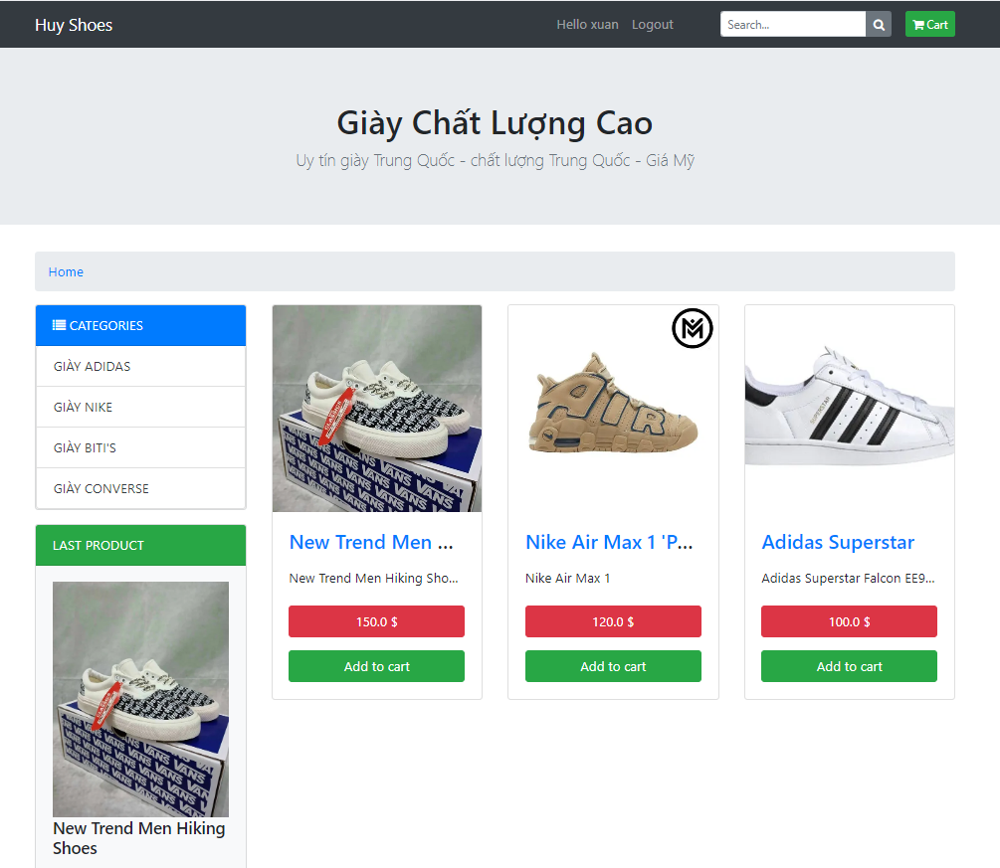 Huy Shoes
Hello xuan
Logout
Search...
Cart
Giày Chất Lượng Cao
Uy tín giày Trung Quốc - chất lượng Trung Quốc - Giá Mỹ
Home
CATEGORIES
GIÀY ADIDAS
GIÀY NIKE
GIÀY BITI'S
GIÀY CONVERSE
LAST PRODUCT
VANS
New Trend Men Hiking
Shoes
VANS
New Trend Men ...
New Trend Men Hiking Sho...
150.0 $
Add to cart
AIR
Nike Air Max 1 'P...
Nike Air Max 1
120.0 $
Add to cart
SUPERSTAR
Adidas Superstar
Adidas Superstar Falcon EE9...
100.0 $
Add to cart